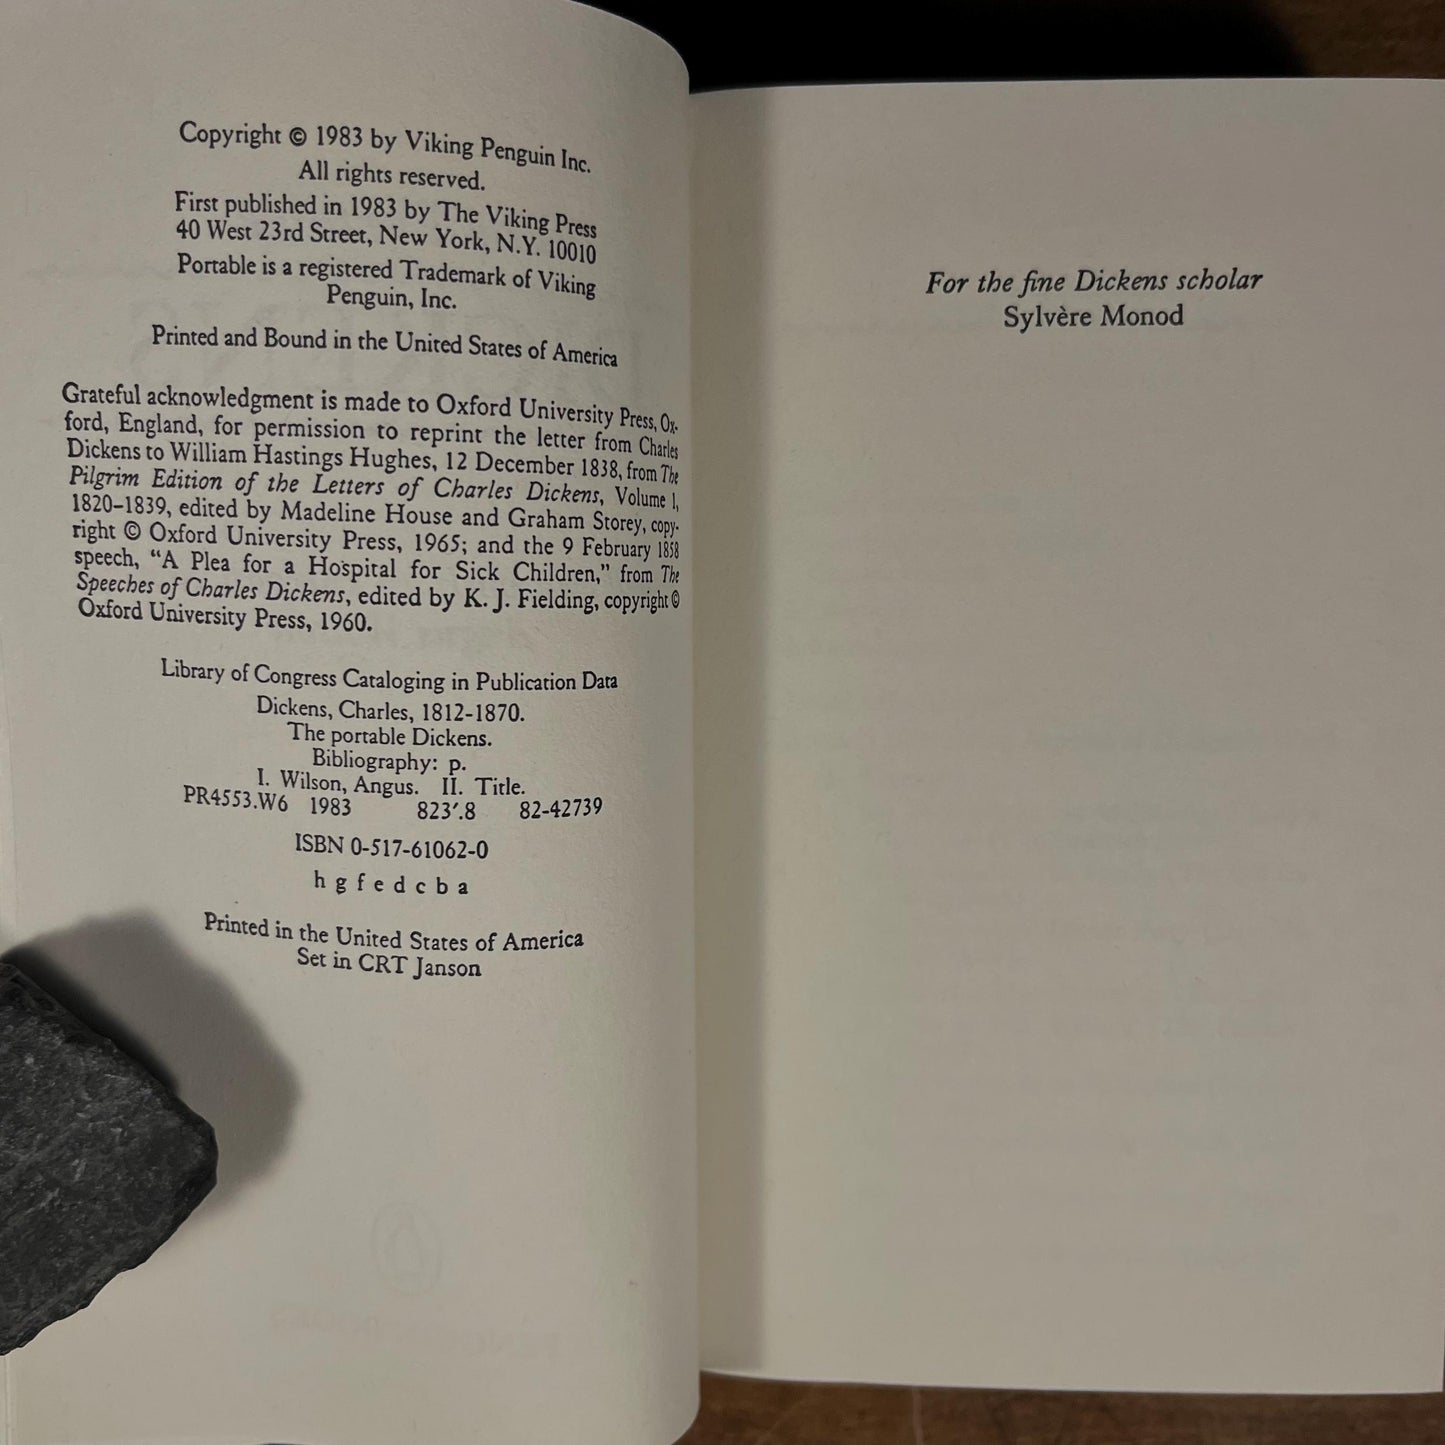 Copyright © 1983 by Viking Penguin Inc.
All rights reserved.
First published in 1983 by The Viking Press
40 West 23rd Street, New York, N.Y. 10010
Portable is a registered Trademark of Viking
Penguin, Inc.
Printed and Bound in the United States of America
Grateful acknowledgment is made to Oxford University Press, Ox-
ford, England, for permission to reprint the letter from Charles
Dickens to William Hastings Hughes, 12 December 1838, from The
Pilgrim Edition of the Letters of Charles Dickens, Volume 1,
1820–1839, edited by Madeline House and Graham Storey, copy-
right © Oxford University Press, 1965; and the 9 February 1858
speech, “A Plea for a Hospital for Sick Children,” from The
Speeches of Charles Dickens, edited by K. J. Fielding, copyright ©
Oxford University Press, 1960.
Library of Congress Cataloging in Publication Data
Dickens, Charles, 1812-1870.
The portable Dickens.
Bibliography: p.
I. Wilson, Angus. II. Title.
PR4553.W6 1983 823′.8 82-42739
ISBN 0-517-61062-0
h g f e d c b a
Printed in the United States of America
Set in CRT Janson
For the fine Dickens scholar
Sylvère Monod